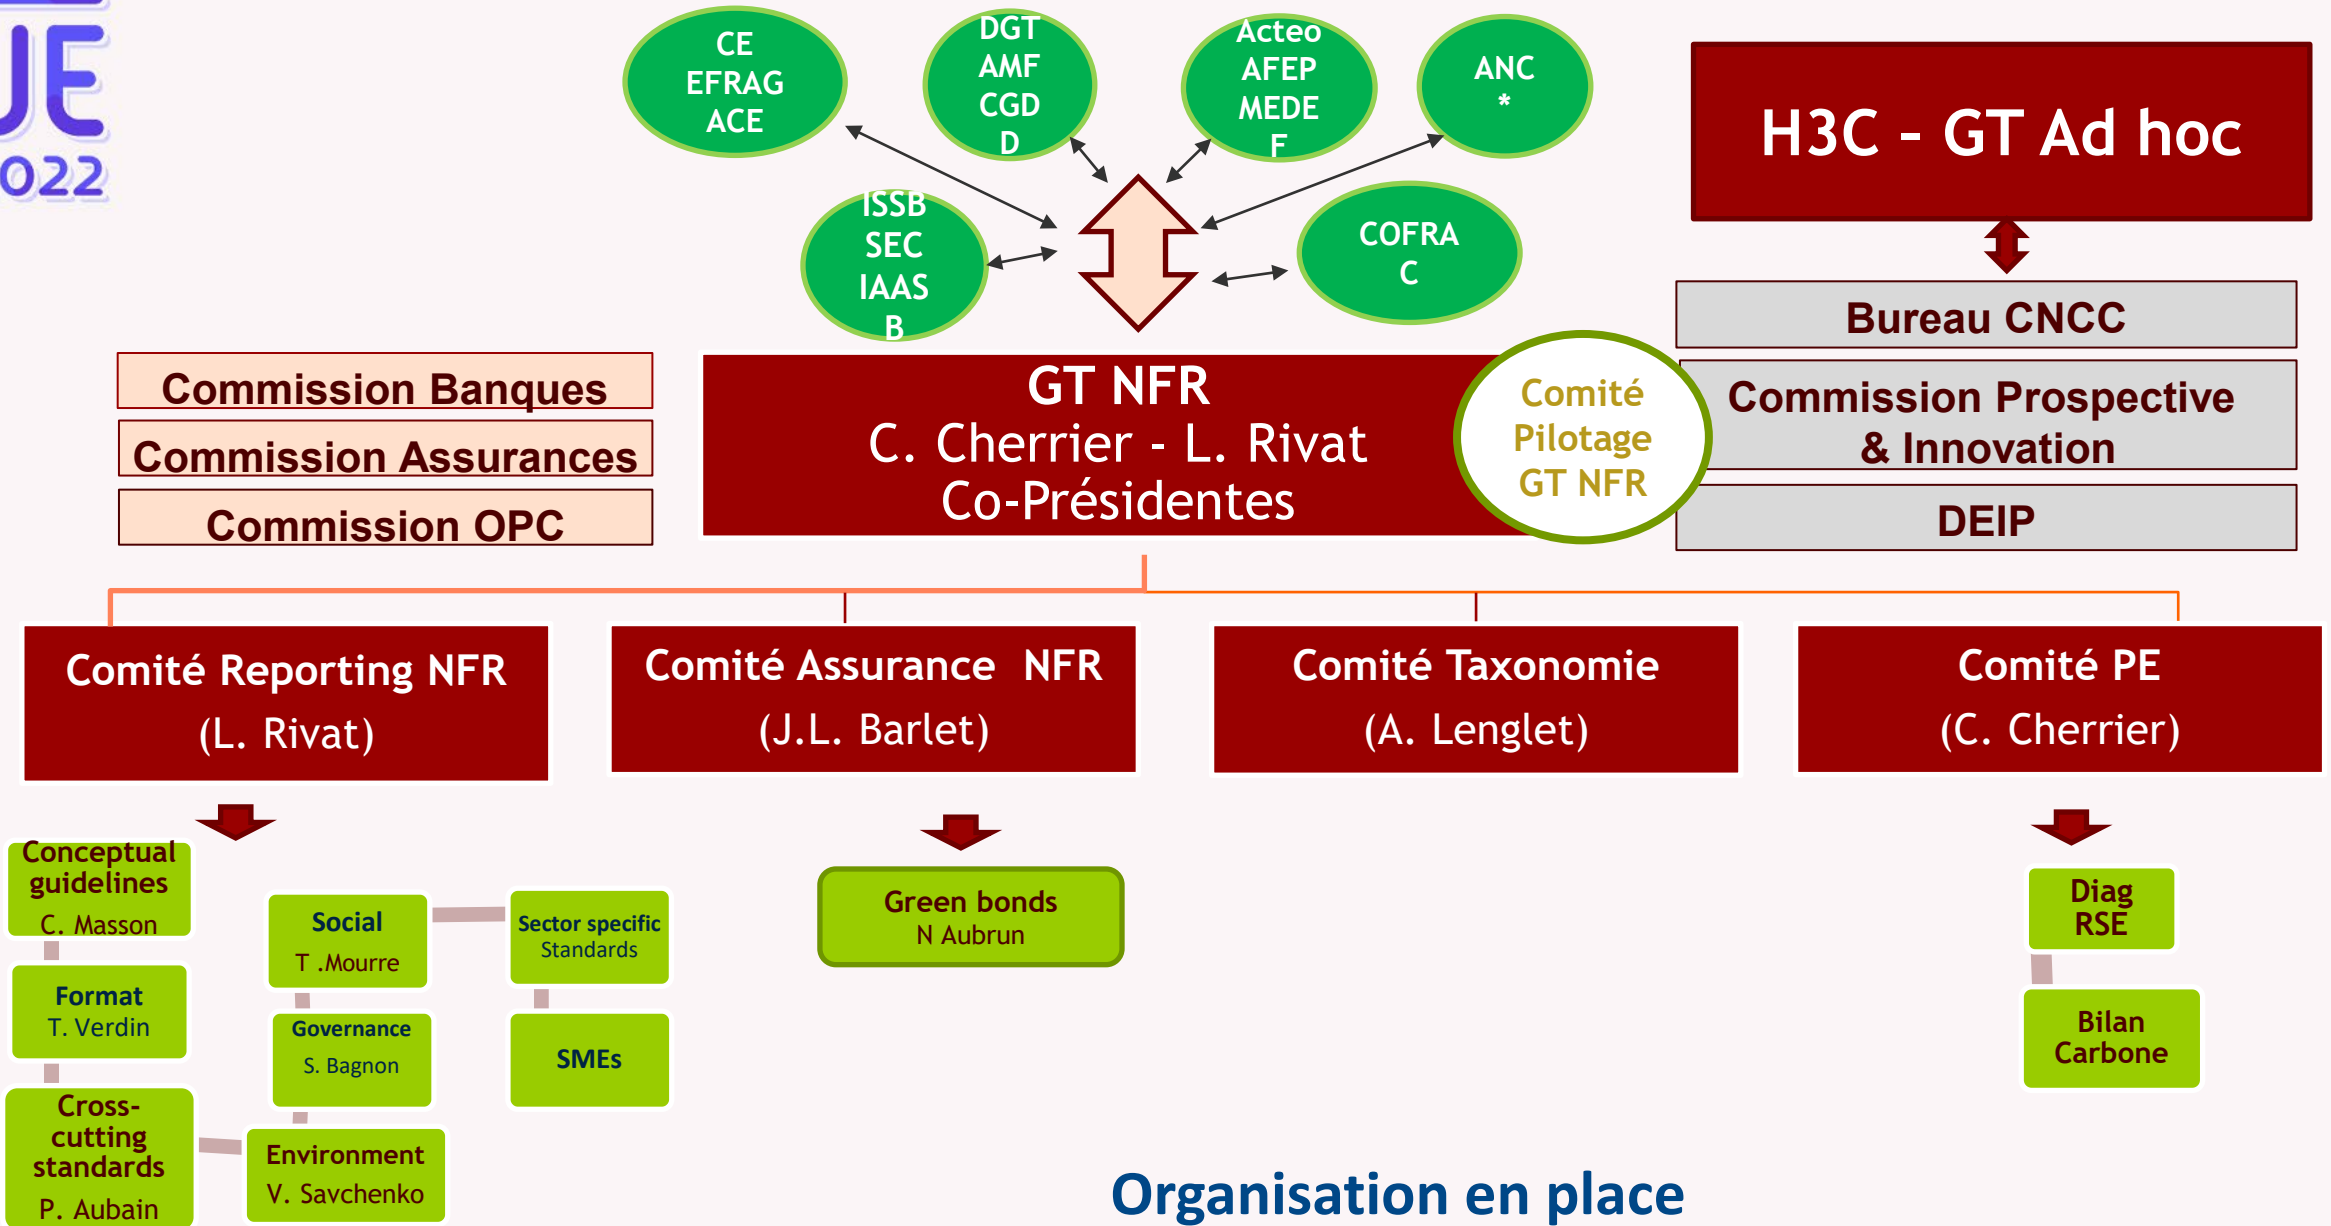 UE
2022
CE
EFRAG
ACE
DGT
AMF
CGD
D
Acteo
AFEP
MEDE
F
ANC
*
ISSB
SEC
IAAS
B
COFRA
C
H3C - GT Ad hoc
Bureau CNCC
Commission Prospective
& Innovation
DEIP
Commission Banques
Commission Assurances
Commission OPC
GT NFR
C. Cherrier - L. Rivat
Co-Présidentes
Comité
Pilotage
GT NFR
Comité Reporting NFR
(L. Rivat)
Comité Assurance NFR
(J.L. Barlet)
Comité Taxonomie
(A. Lenglet)
Comité PE
(C. Cherrier)
Conceptual
guidelines
C. Masson
Format
T. Verdin
Cross-
cutting
standards
P. Aubain
Environment
V. Savchenko
Governance
S. Bagnon
Social
T .Mourre
Sector specific
Standards
SMEs
Green bonds
N Aubrun
Diag
RSE
Bilan
Carbone
Organisation en place